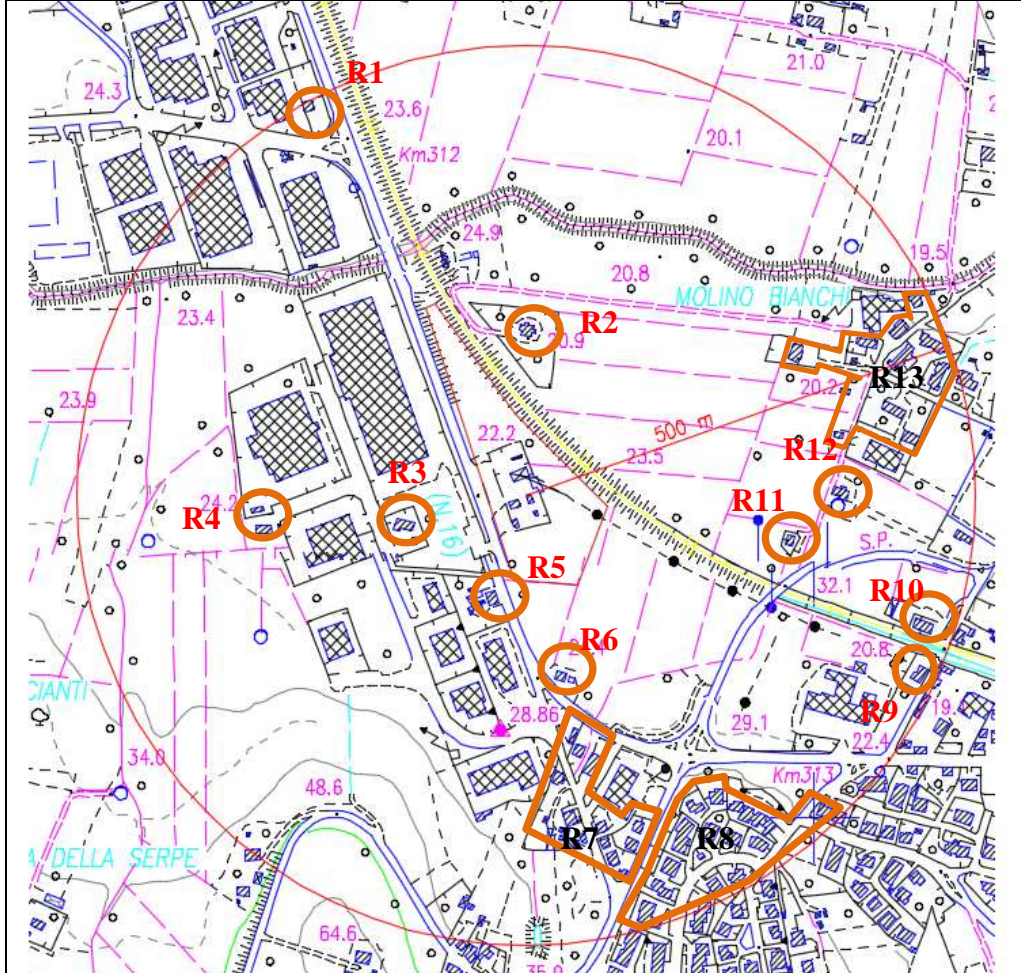 21.0
R1
24.3
23.6
20.1
Km312
24.9
19.5
20.8
MOLINO BIANCHI
23.4
R2
20.9
R13
20.2
23.9
22.2
500 m
23.5
R12
R3
24.2
R4
(N.16)
R11
S.P.
R5
32.1
R10
R6
20.8
CIANTI
28.86
R9
29.1
22.4
34.0
Km313
48.6
R7
R8
A DELLA SERPE
64.6
35.0